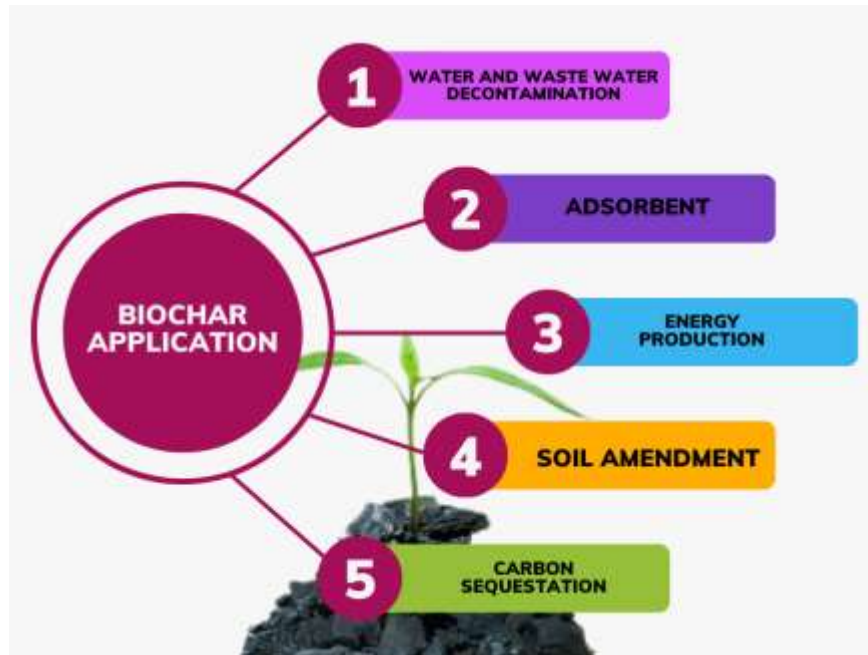 1
WATER AND WASTE WATER
DECONTAMINATION
2
ADSORBENT
BIOCHAR
APPLICATION
3
ENERGY
PRODUCTION
4
SOIL AMENDMENT
5
CARBON
SEQUESTATION